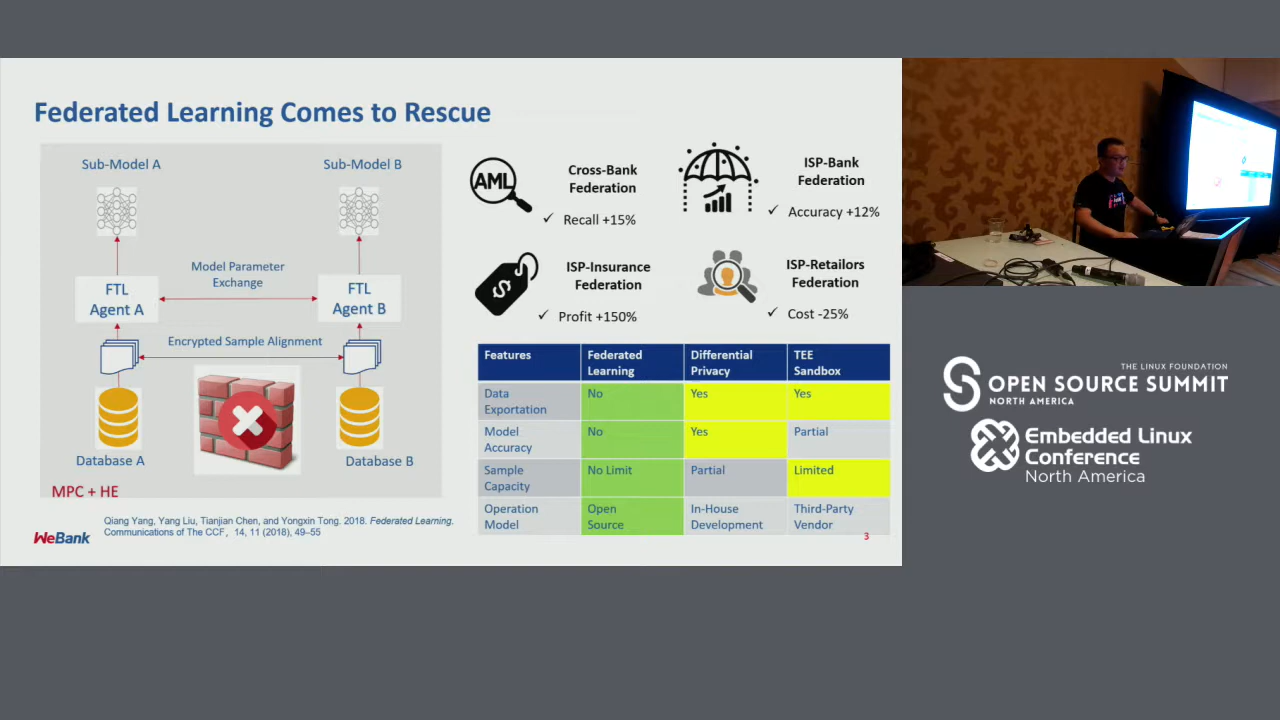 Federated Learning Comes to Rescue
Sub-Model A
Sub-Model B
FTL
Agent A
Model Parameter
Exchange
FTL
Agent B
Encrypted Sample Alignment
Database A
Database B
MPC + HE
AML
Cross-Bank
Federation
✓ Recall +15%
ISP-Bank
Federation
✓ Accuracy +12%
$
ISP-Insurance
Federation
✓ Profit +150%
ISP-Retailors
Federation
✓ Cost -25%
Features
Federated
Learning
Differential
Privacy
TEE
Sandbox
Data
Exportation
No
Yes
Yes
Model
Accuracy
No
Yes
Partial
Sample
Capacity
No Limit
Partial
Limited
Operation
Model
Open
Source
In-House
Development
Third-Party
Vendor
WeBank
Qiang Yang, Yang Liu, Tianjian Chen, and Yongxin Tong. 2018. Federated Learning.
Communications of The CCF, 14, 11 (2018), 49–55
3
THE LINUX FOUNDATION
OPEN SOURCE SUMMIT
NORTH AMERICA
Embedded Linux
Conference
North America